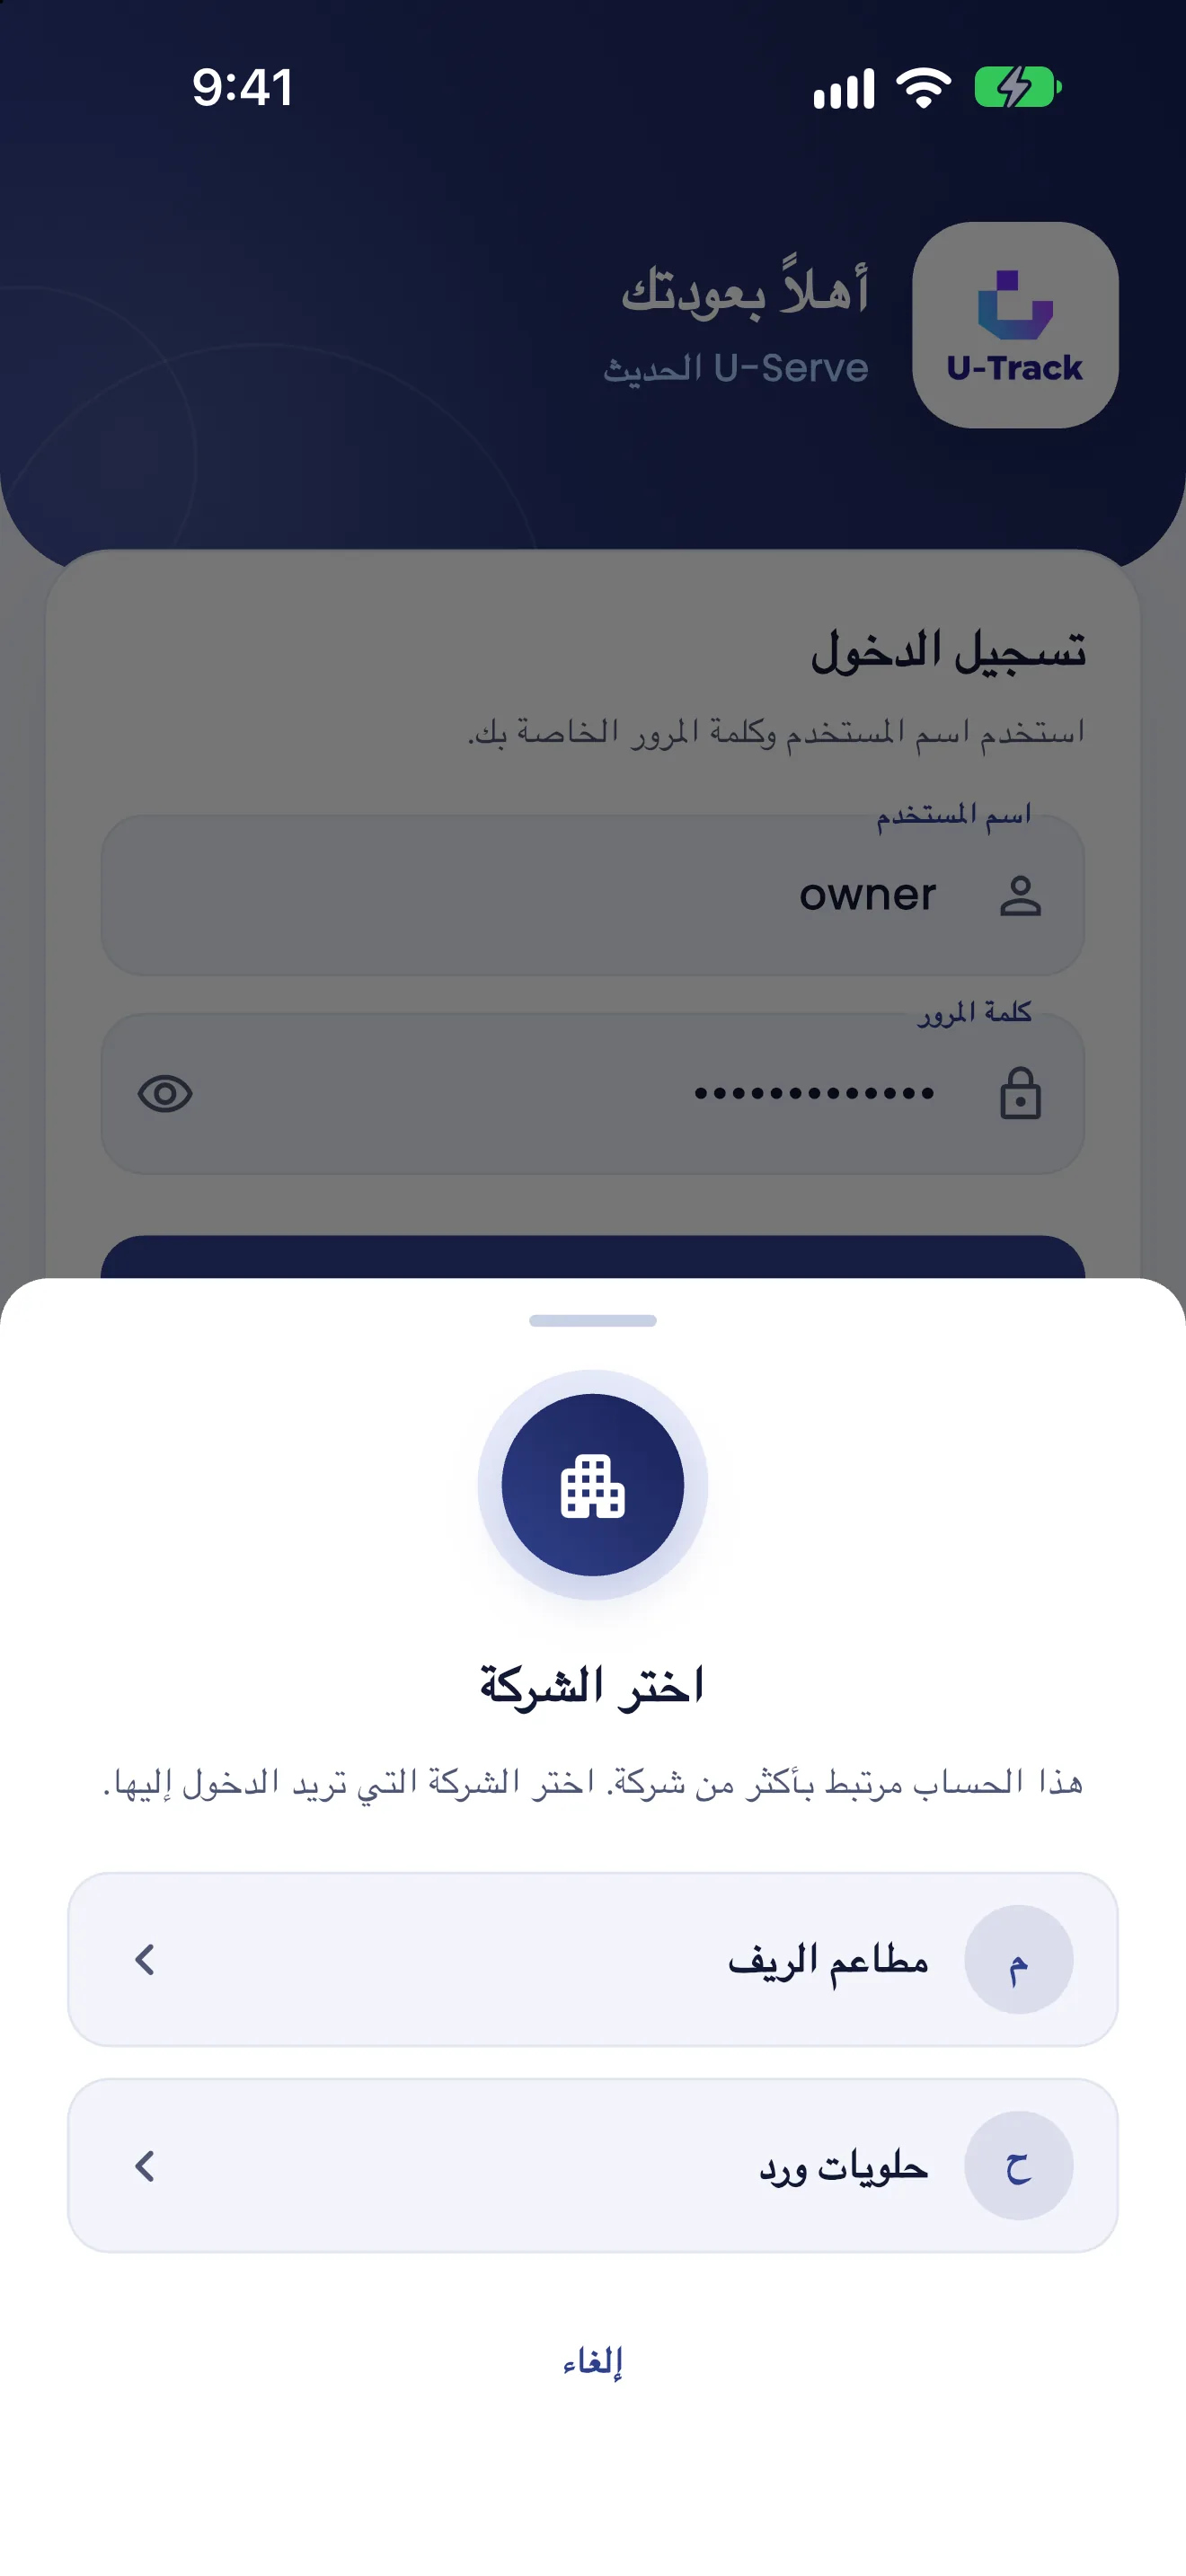 9:41
أهلاً بعودتك
U-Serve الحديث
U-Track
تسجيل الدخول
استخدم اسم المستخدم وكلمة المرور الخاصة بك.
اسم المستخدم
owner
كلمة المرور
•••••••••••••
اختر الشركة
هذا الحساب مرتبط بأكثر من شركة. اختر الشركة التي تريد الدخول إليها.
م
مطاعم الريف
ح
حلويات ورد
إلغاء